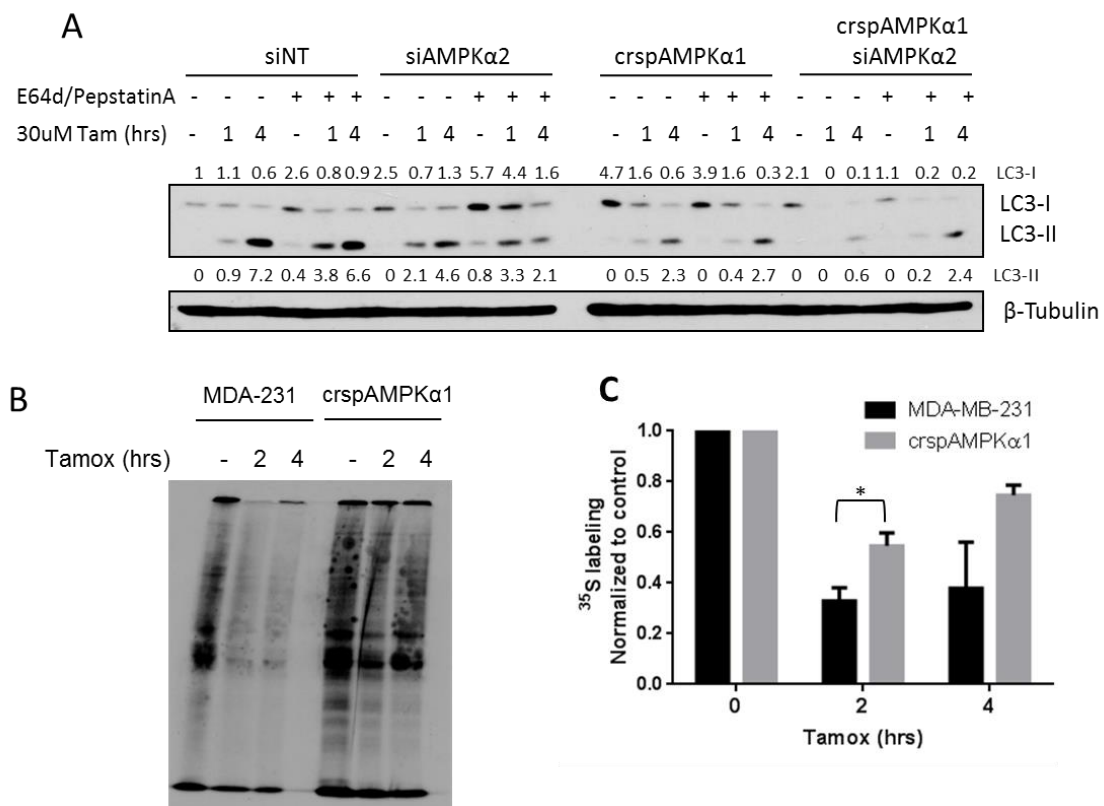 A
siNT siAMPKα2 crspAMPKα1 crspAMPKα1
siAMPKα2
E64d/PepstatinA - - - + + + - - - + + + - - - + + + - - - + + +
30uM Tam (hrs) - 1 4 - 1 4 - 1 4 - 1 4 - 1 4 - 1 4 - 1 4 - 1 4
1 1.1 0.6 2.6 0.8 0.9 2.5 0.7 1.3 5.7 4.4 1.6 4.7 1.6 0.6 3.9 1.6 0.3 2.1 0 0.1 1.1 0.2 0.2 LC3-I
LC3-I
LC3-II
0 0.9 7.2 0.4 3.8 6.6 0 2.1 4.6 0.8 3.3 2.1 0 0.5 2.3 0 0.4 2.7 0 0 0.6 0 0.2 2.4 LC3-II
β-Tubulin
B
MDA-231 crspAMPKα1
Tamox (hrs) - 2 4 - 2 4
C
MDA-MB-231
crspAMPKα1
35S labeling
Normalized to control
1.0
0.8
0.6
0.4
0.2
0.0
*
0 2 4
Tamox (hrs)